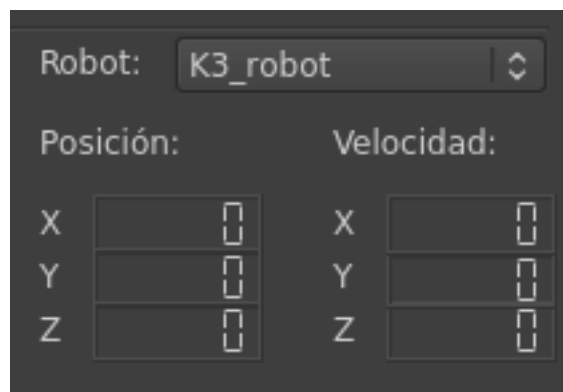 Robot: K3_robot
Posición: Velocidad:
X 0 X 0
Y 0 Y 0
Z 0 Z 0